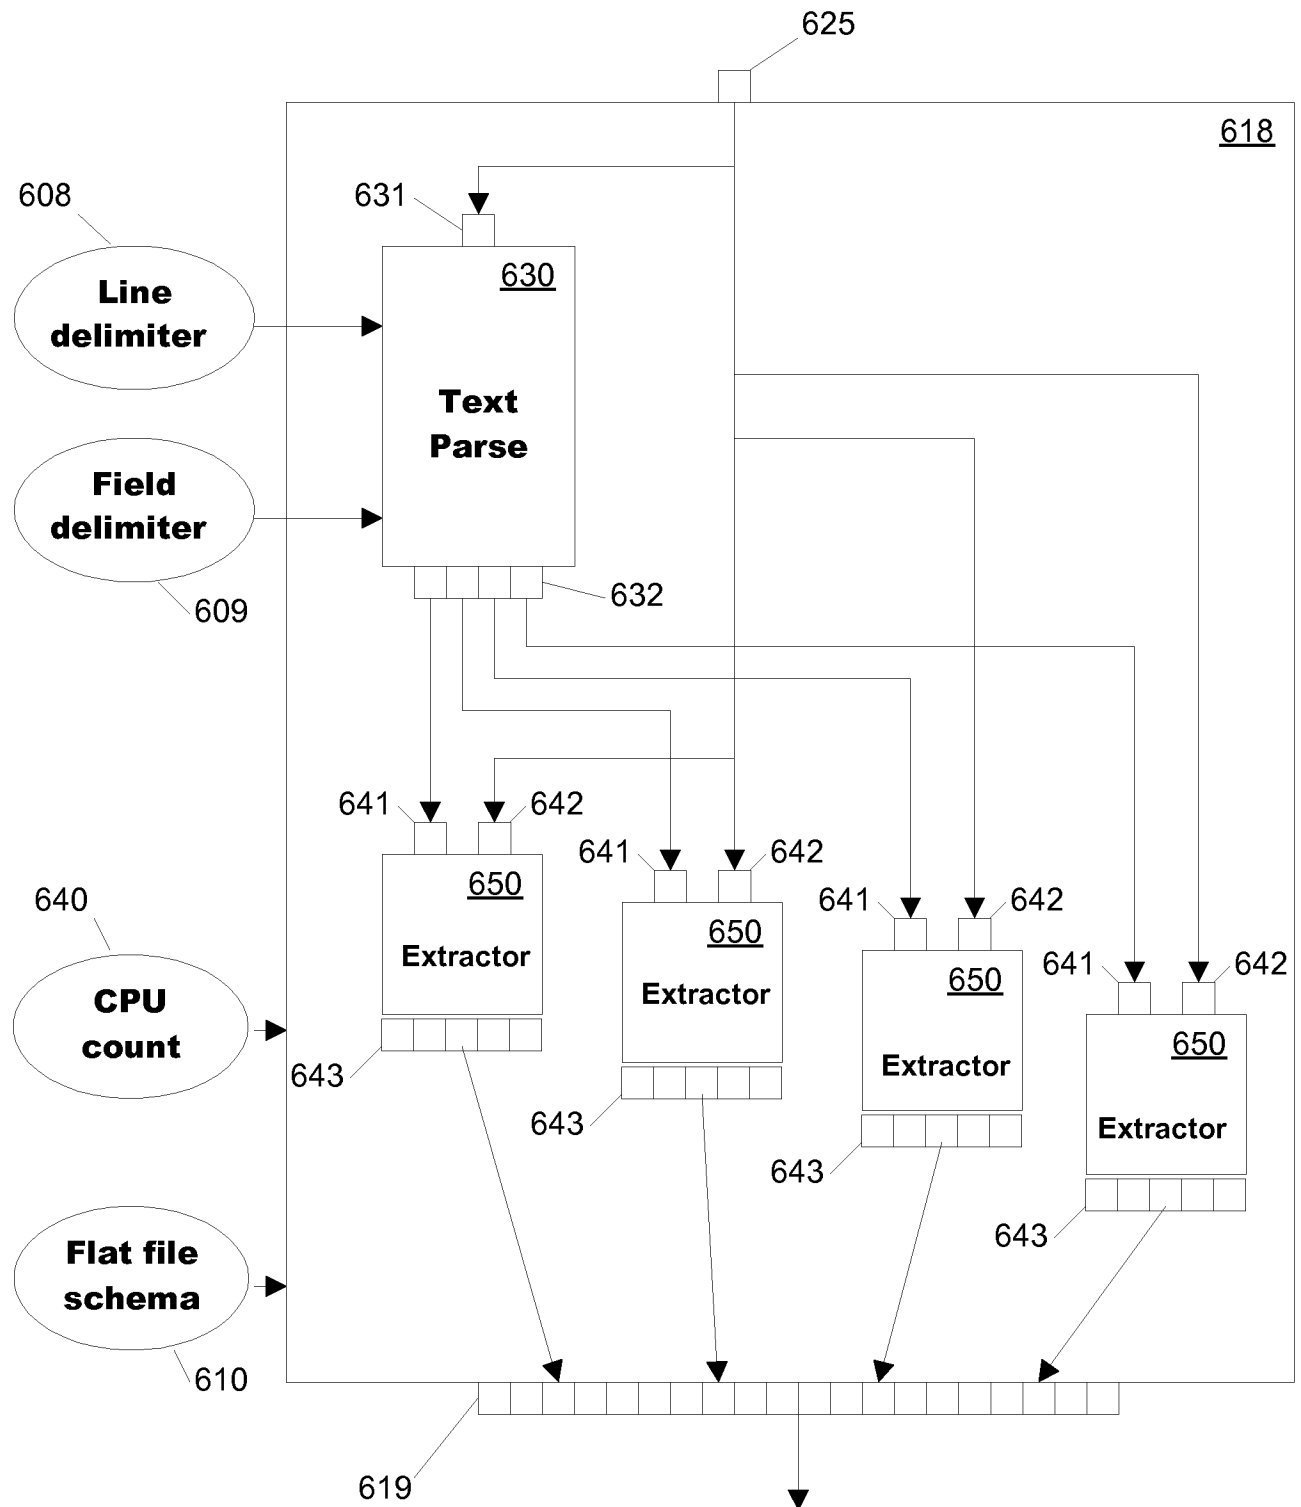 625
618
608
631
Line
delimiter
630
Text
Parse
Field
delimiter
609
632
641
642
650
Extractor
641
642
650
Extractor
641
642
650
Extractor
641
642
650
Extractor
640
CPU
count
643
643
643
643
Flat file
schema
610
619